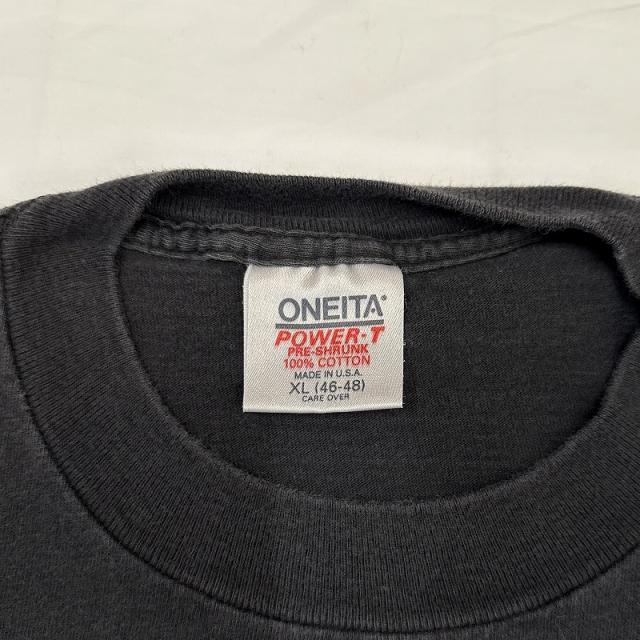 ONEITA®
POWER-T
PRE-SHRUNK
100% COTTON
MADE IN U.S.A.
XL (46-48)
CARE OVER